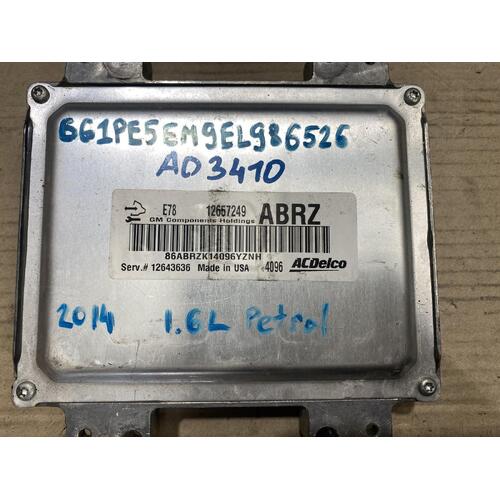 6G1PE5EM9EL986526
AD3410
E78 12657249 ABRZ
GM Components Holdings
86ABRZK14096YZNH
Serv.# 12643636 Made in USA 4096 ACDelco
2014 1.6L Petrol